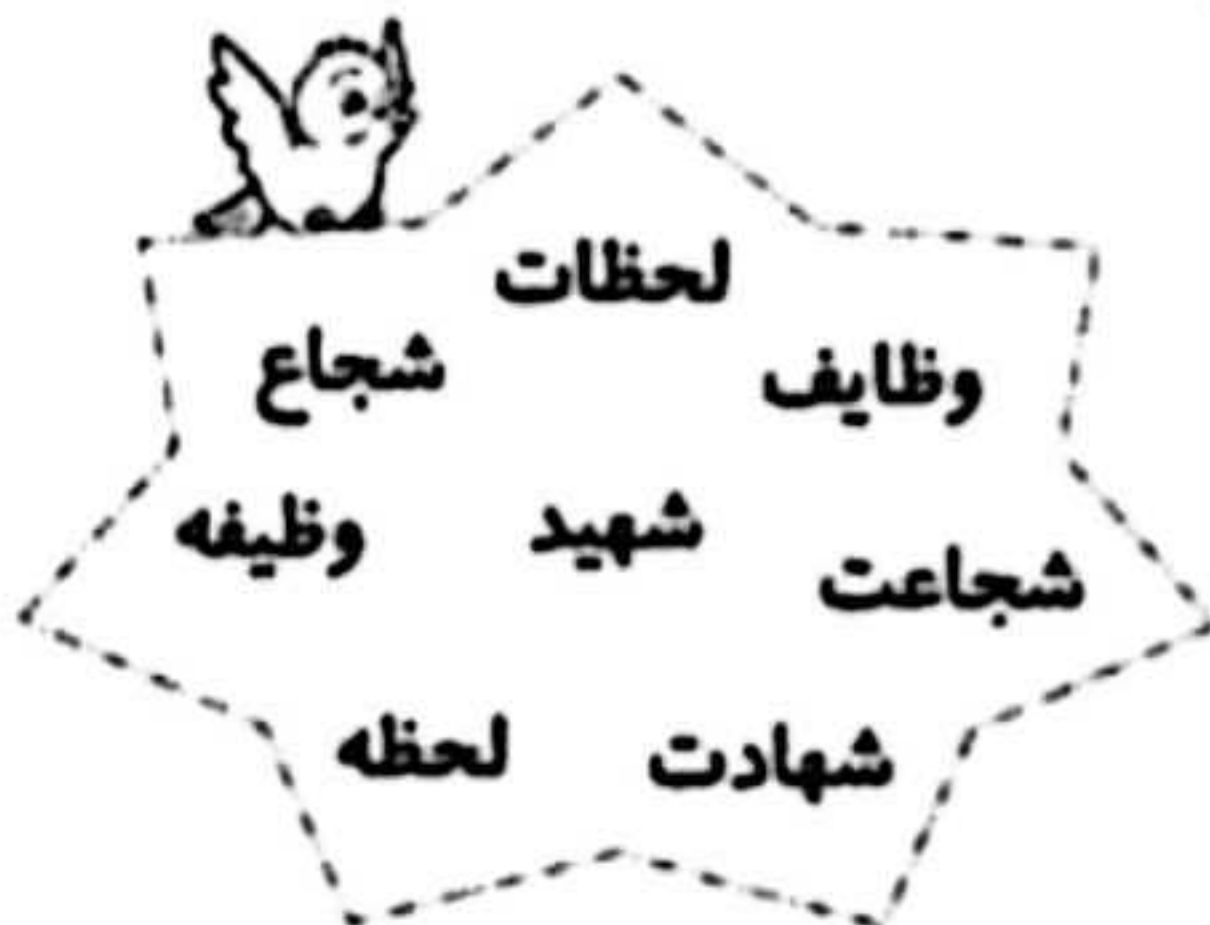 لحظات
شجاع
وظایف
وظیفه
شهید
شجاعت
لحظه
شهادت